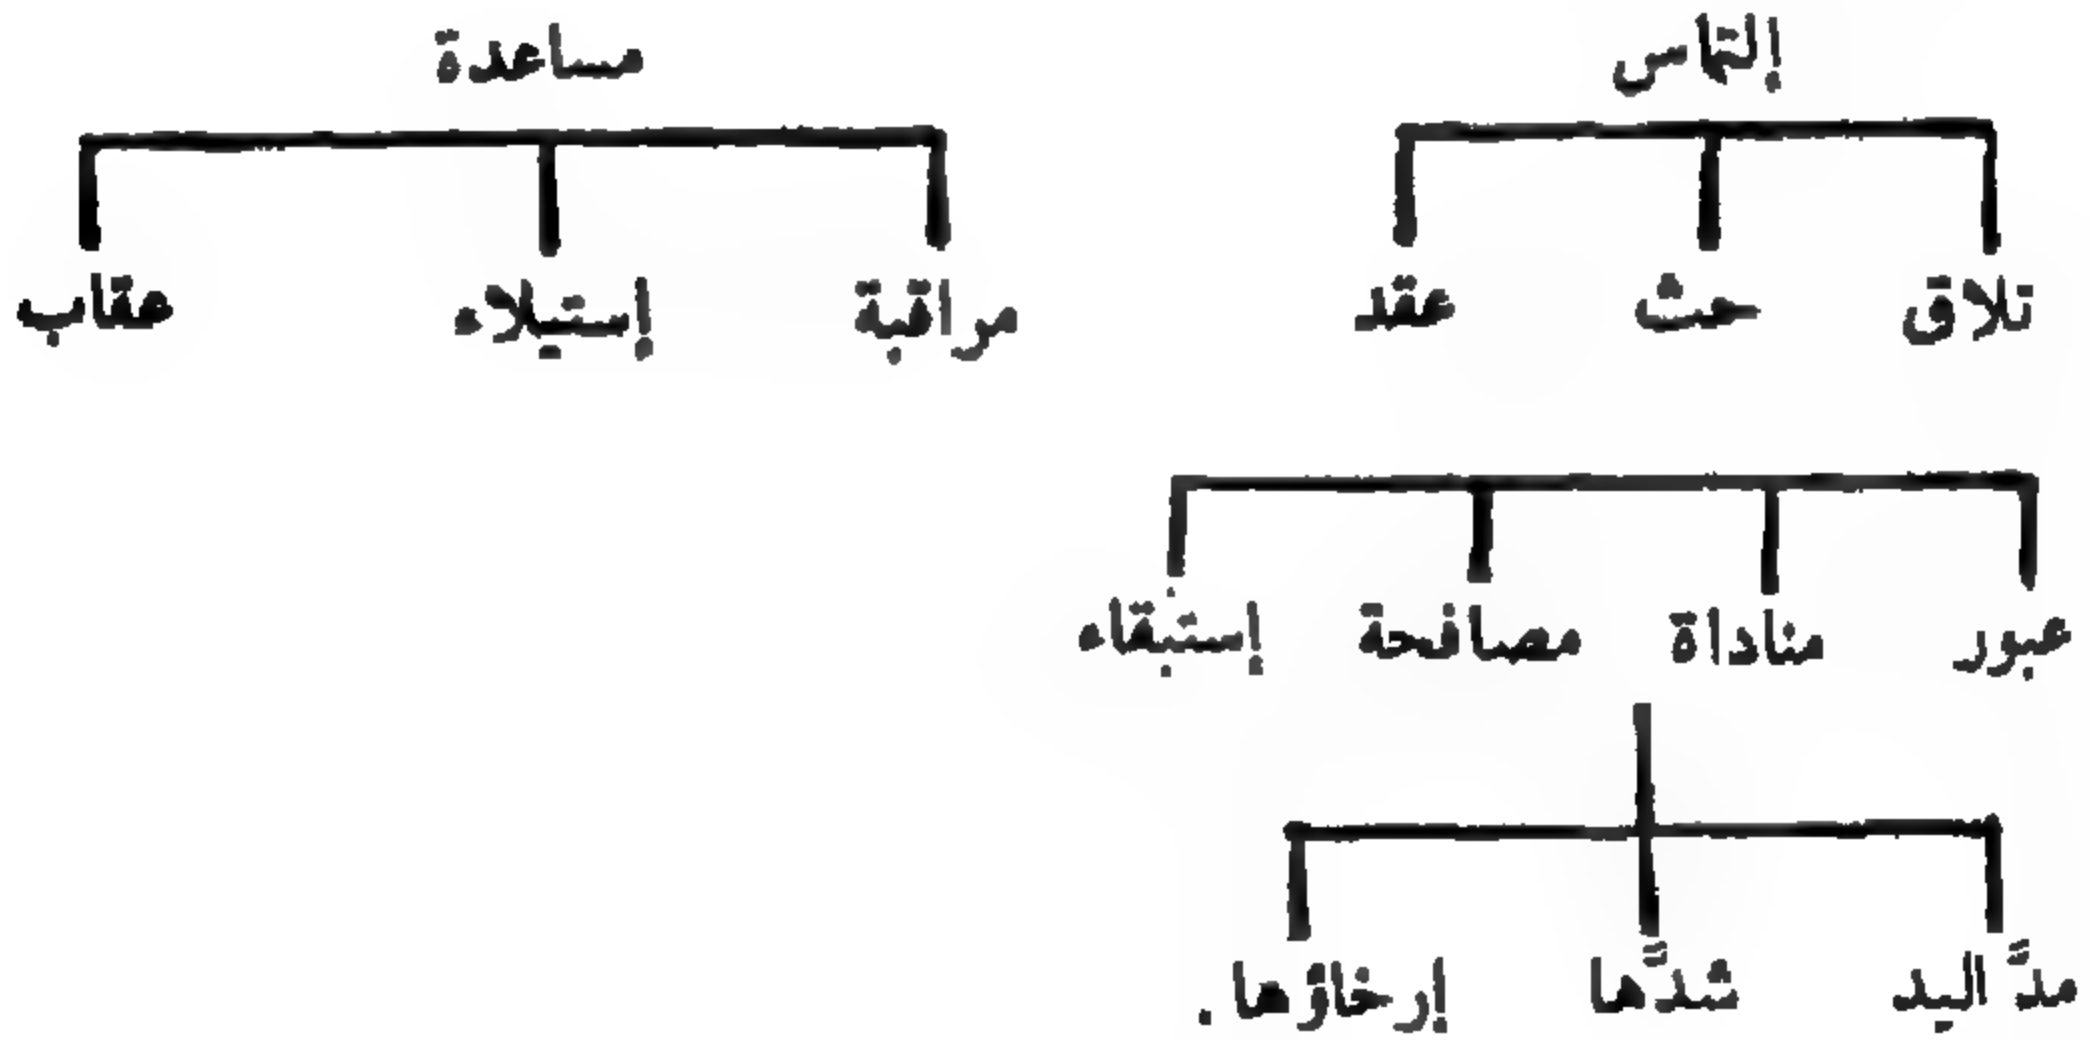 إلتماس مساعدة
تلاق حث عقد مراقبة إستيلاء عقاب
عبور مناداة مصافحة إستبقاء
مدَّ اليد شدَّها إرخاؤها.